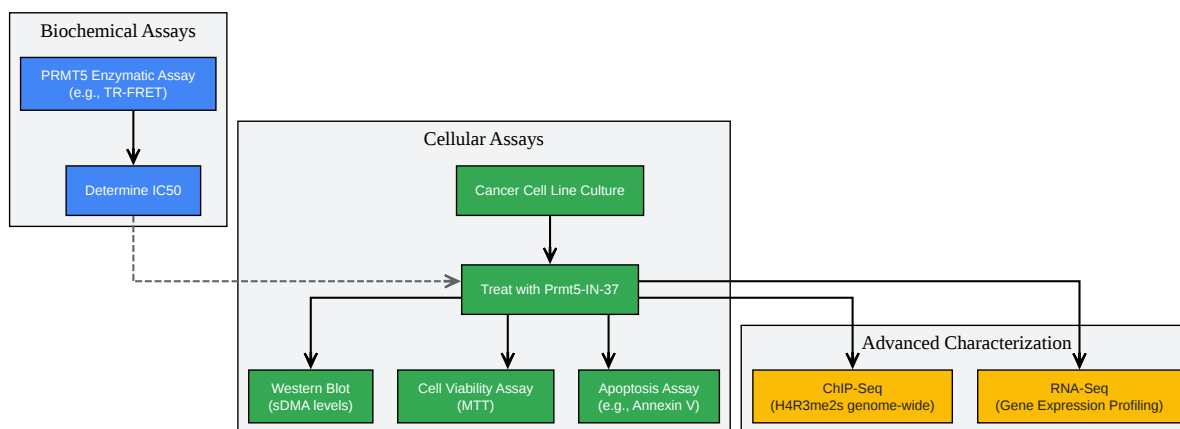 Biochemical Assays
PRMT5 Enzymatic Assay
(e.g., TR-FRET)
Determine IC50
Cellular Assays
Cancer Cell Line Culture
Treat with Prmt5-IN-37
Western Blot
(sDMA levels)
Cell Viability Assay
(MTT)
Apoptosis Assay
(e.g., Annexin V)
Advanced Characterization
ChIP-Seq
(H4R3me2s genome-wide)
RNA-Seq
(Gene Expression Profiling)